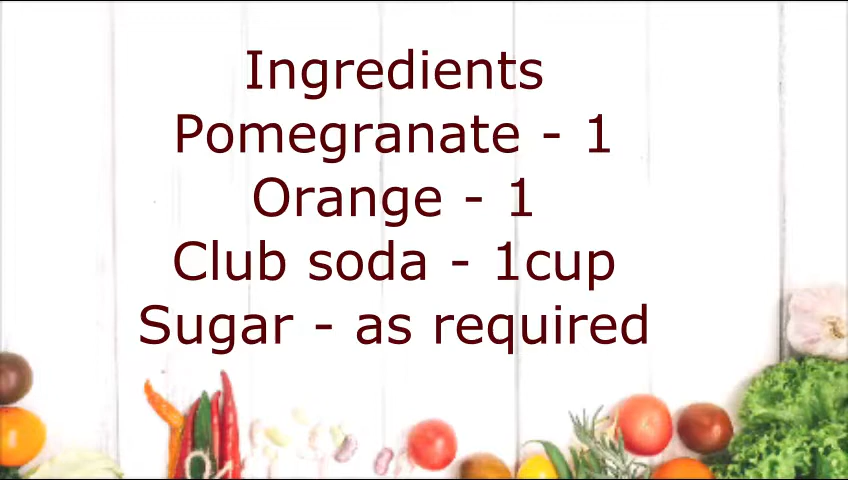 Ingredients
Pomegranate - 1
Orange - 1
Club soda - 1cup
Sugar - as required